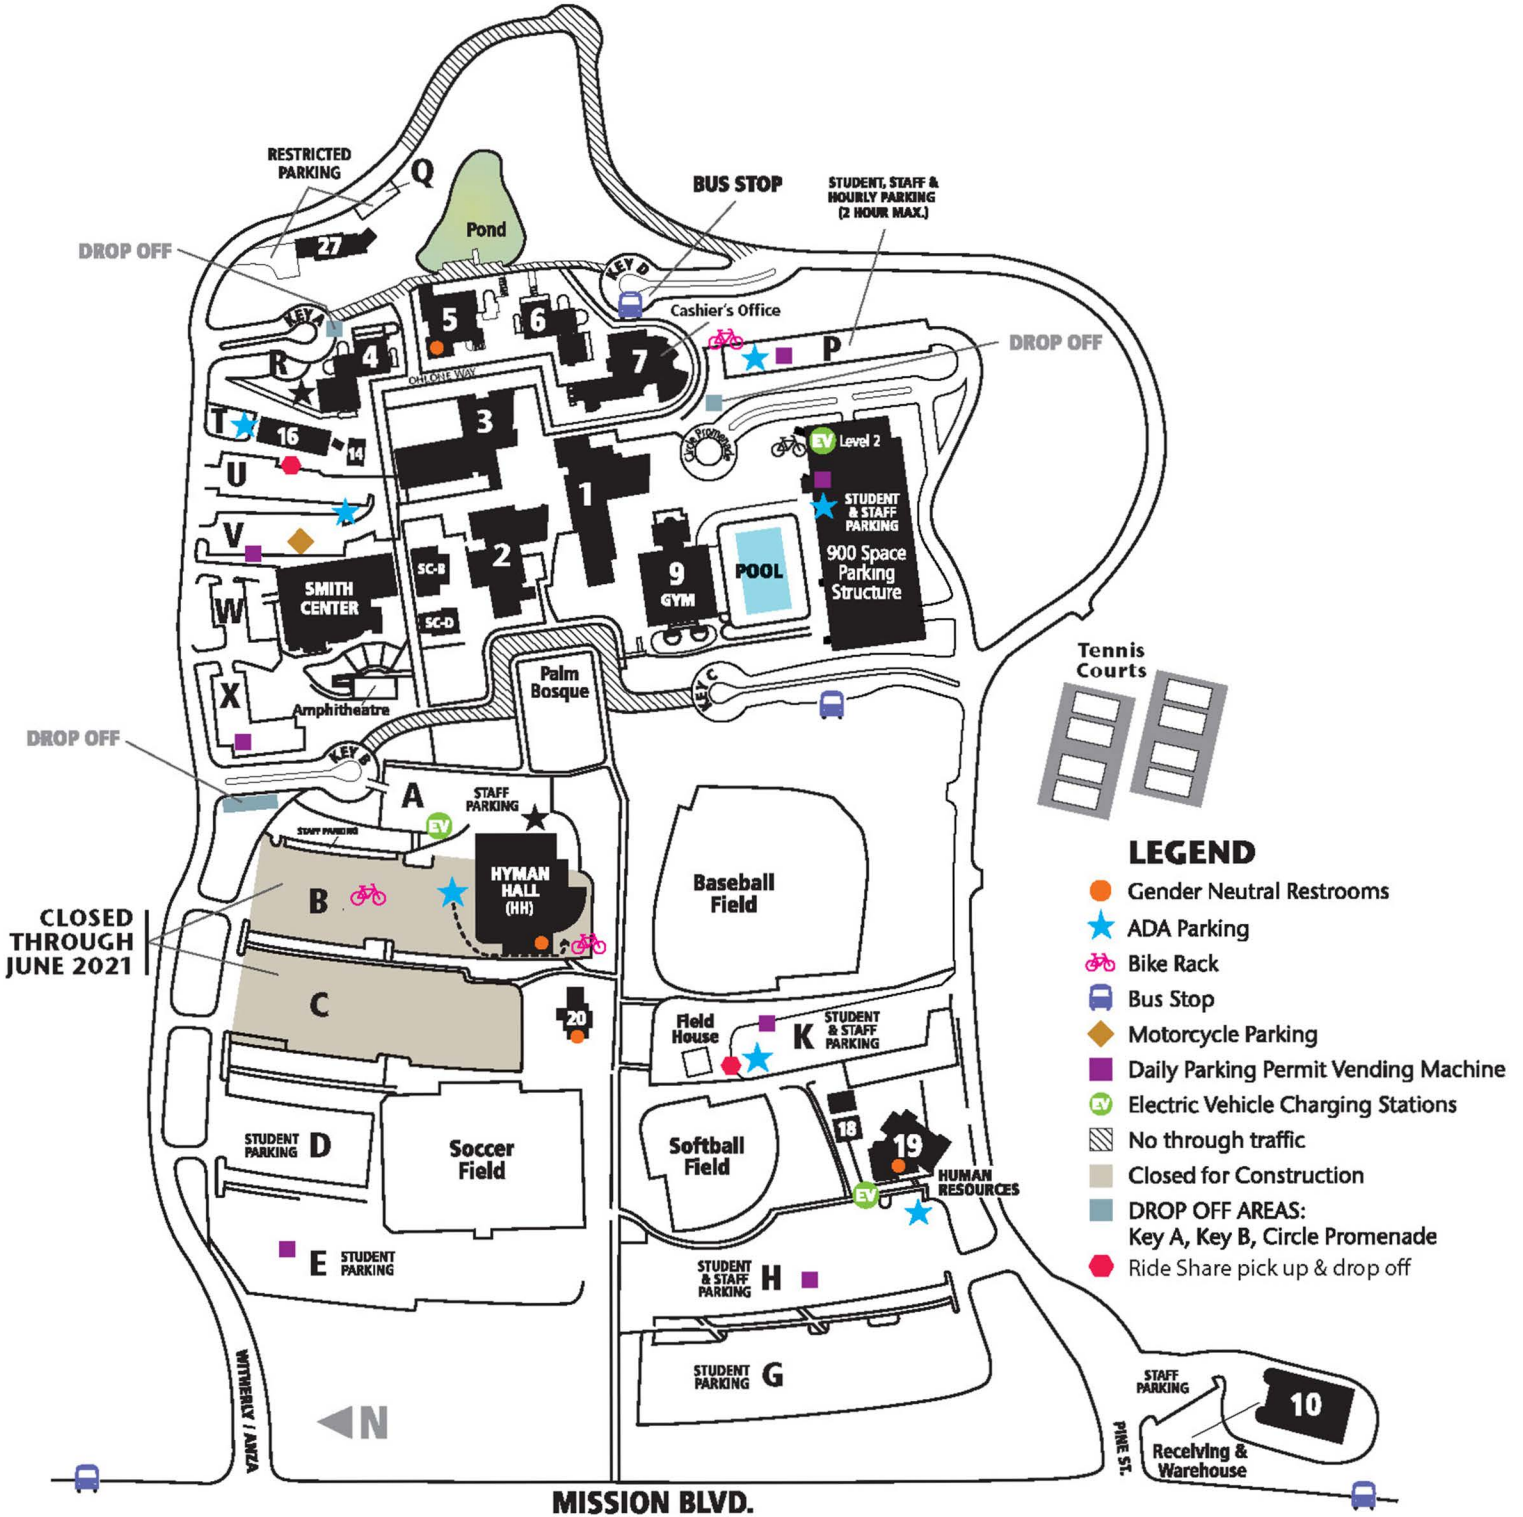 RESTRICTED
PARKING
Q
BUS STOP
STUDENT, STAFF &
HOURLY PARKING
(2 HOUR MAX.)
Pond
27
DROP OFF
KEY D
Cashier's Office
KEY A
5
6
7
P
DROP OFF
R
4
OHLONE WAY
3
T
16
14
Circle Promenade
EV Level 2
U
1
STUDENT
& STAFF
PARKING
V
2
SC-B
9
GYM
POOL
900 Space
Parking
Structure
SMITH
CENTER
W
SC-D
Tennis
Courts
Palm
Bosque
X
KEY C
Amphitheatre
DROP OFF
KEY B
A
STAFF
PARKING
EV
STAFF PARKING
HYMAN
HALL
(HH)
B
Baseball
Field
CLOSED
THROUGH
JUNE 2021
C
20
Field
House
K
STUDENT
& STAFF
PARKING
18
19
STUDENT
PARKING
D
Soccer
Field
Softball
Field
HUMAN
RESOURCES
EV
E
STUDENT
PARKING
STUDENT
& STAFF
PARKING
H
STUDENT
PARKING
G
LEGEND
Gender Neutral Restrooms
ADA Parking
Bike Rack
Bus Stop
Motorcycle Parking
Daily Parking Permit Vending Machine
EV Electric Vehicle Charging Stations
No through traffic
Closed for Construction
DROP OFF AREAS:
Key A, Key B, Circle Promenade
Ride Share pick up & drop off
STAFF
PARKING
10
Receiving &
Warehouse
WITHERLY / ANZA
N
PINE ST.
MISSION BLVD.